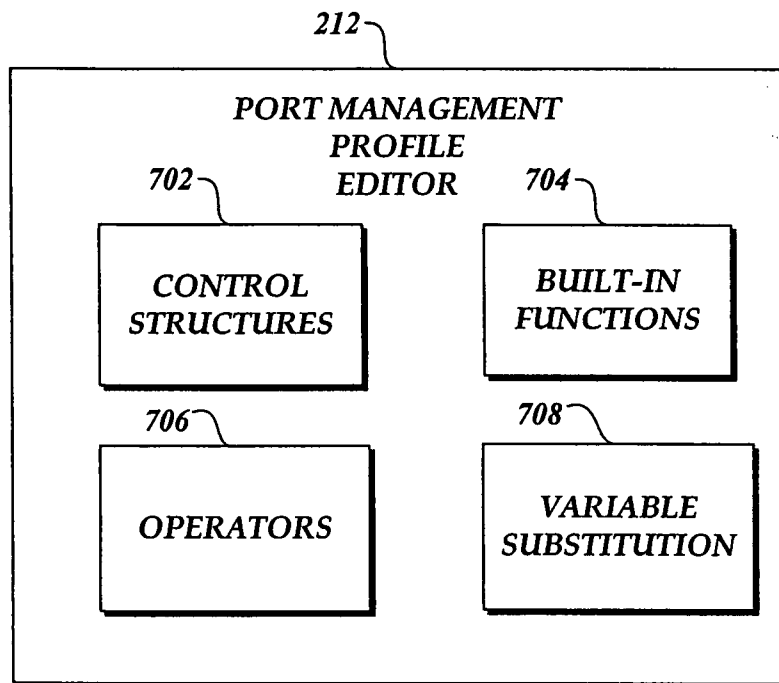 212
PORT MANAGEMENT
PROFILE
EDITOR
702
704
CONTROL
STRUCTURES
BUILT-IN
FUNCTIONS
706
708
OPERATORS
VARIABLE
SUBSTITUTION